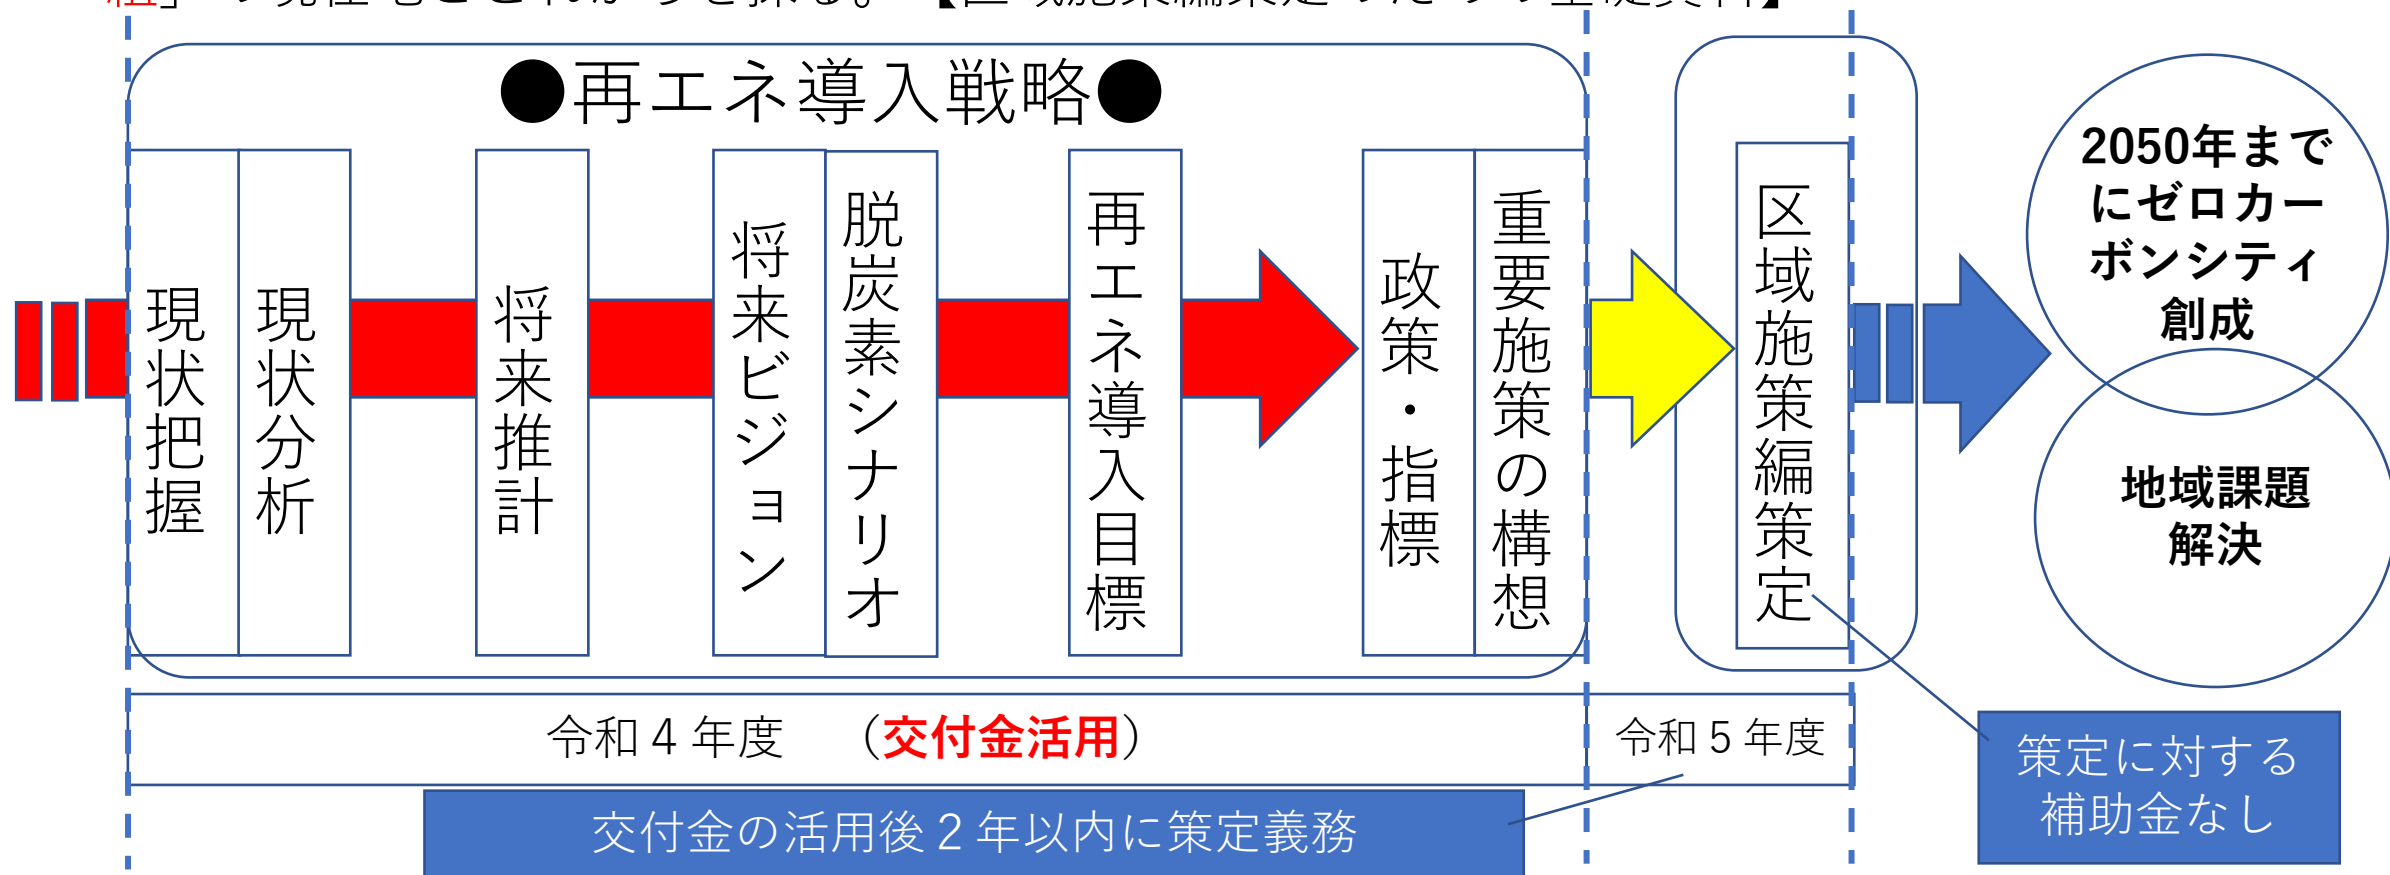 ●再エネ導入戦略●
現状把握
現状分析
将来推計
将来ビジョン
脱炭素シナリオ
再エネ導入目標
政策・指標
重要施策の構想
区域施策編策定
2050年まで
にゼロカー
ボンシティ
創成
地域課題
解決
令和４年度　（交付金活用）
令和５年度
交付金の活用後２年以内に策定義務
策定に対する
補助金なし